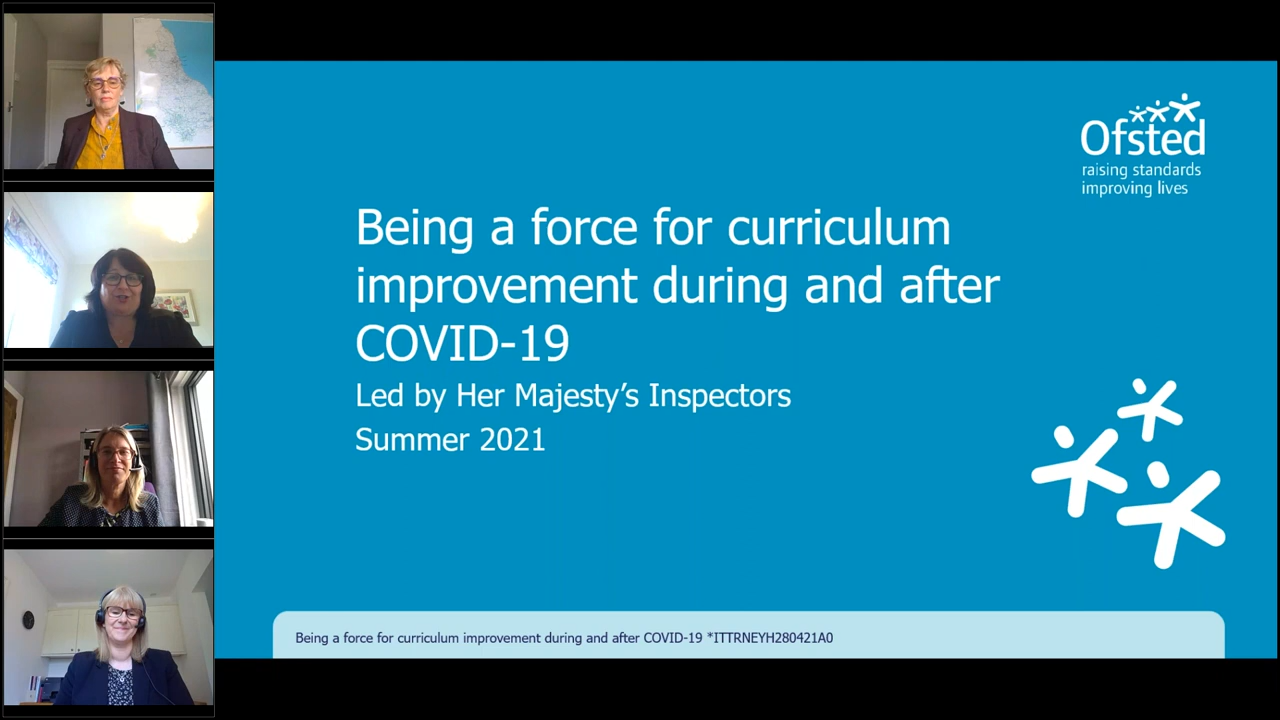 Ofsted
raising standards
improving lives
Being a force for curriculum
improvement during and after
COVID-19
Led by Her Majesty’s Inspectors
Summer 2021
Being a force for curriculum improvement during and after COVID-19 *ITTRNEYH280421A0